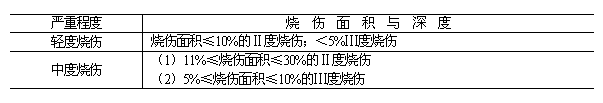 严重程度 烧 伤 面 积 与 深 度
轻度烧伤 烧伤面积≤10%的Ⅱ度烧伤；＜5%Ⅲ度烧伤
中度烧伤 （1）11%≤烧伤面积≤30%的Ⅱ度烧伤
（2）5%≤烧伤面积≤10%的Ⅲ度烧伤